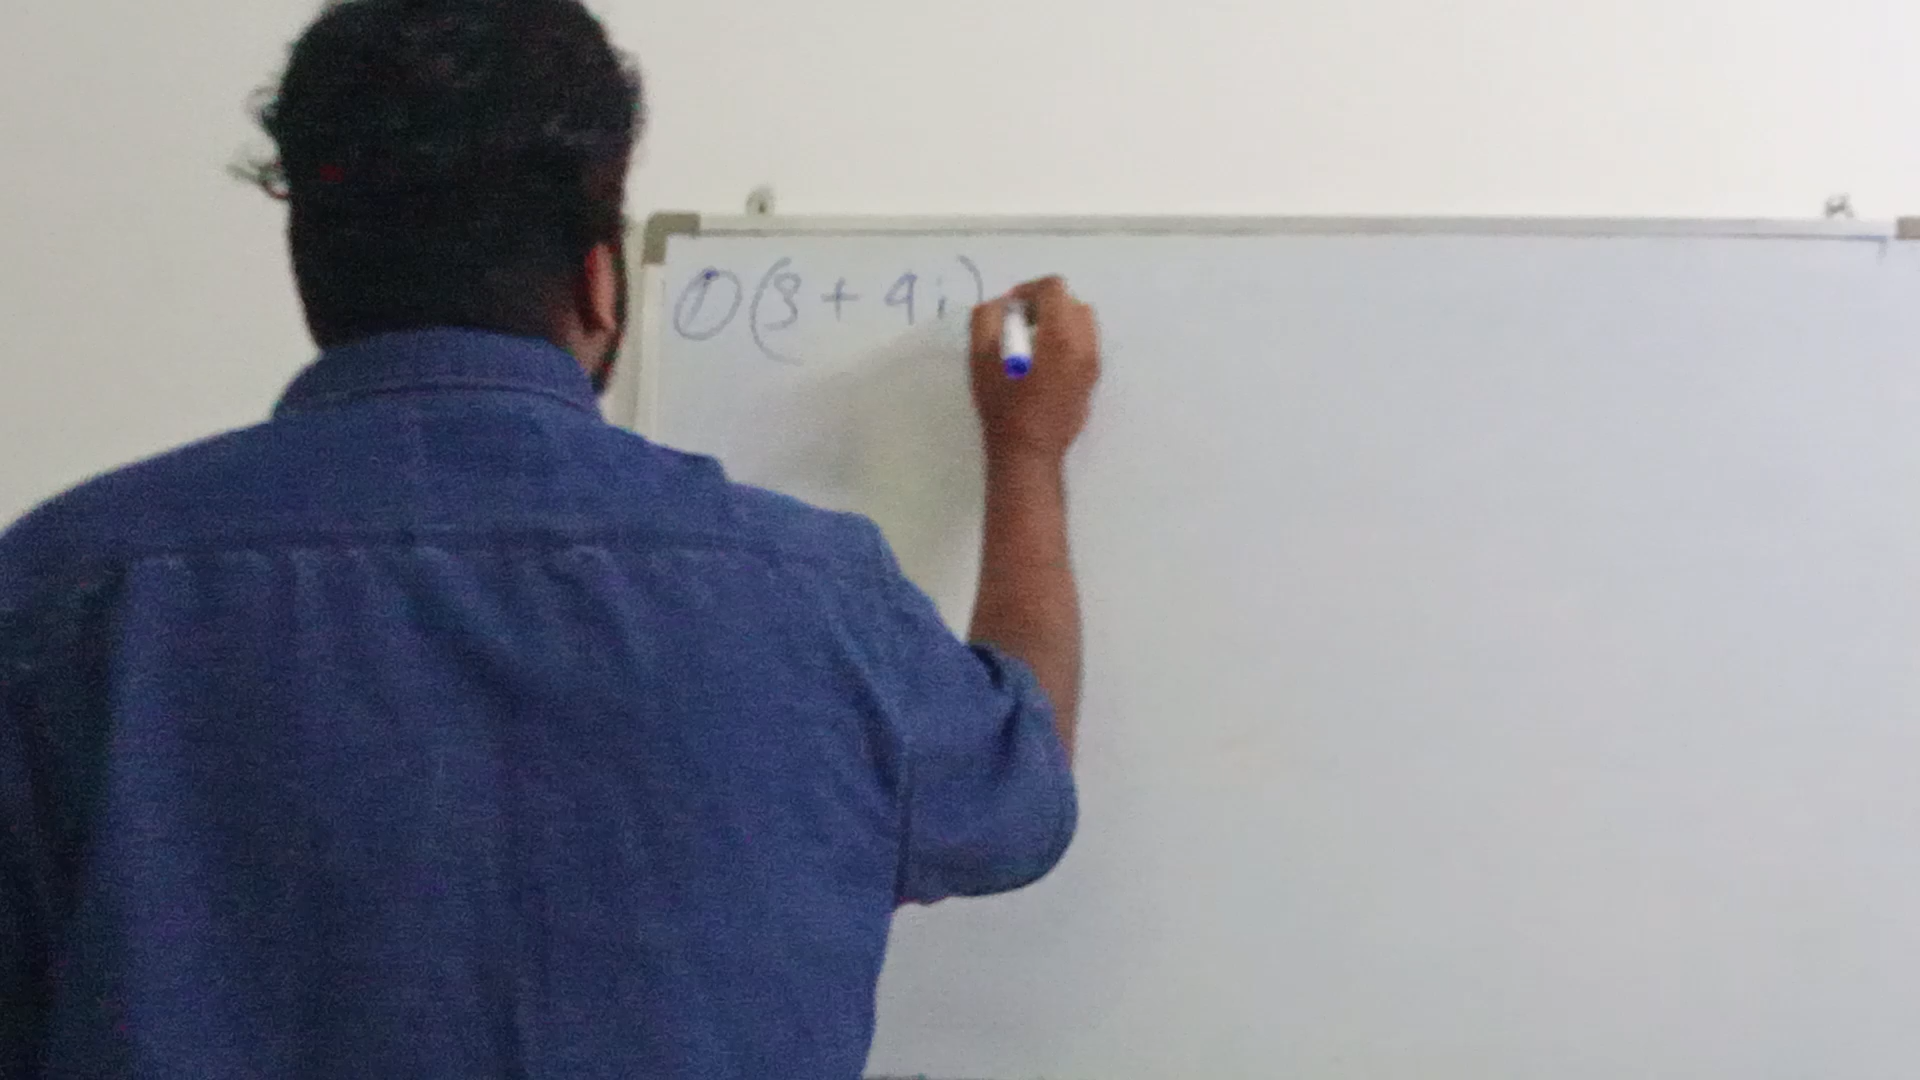 ① (3 + 4i)